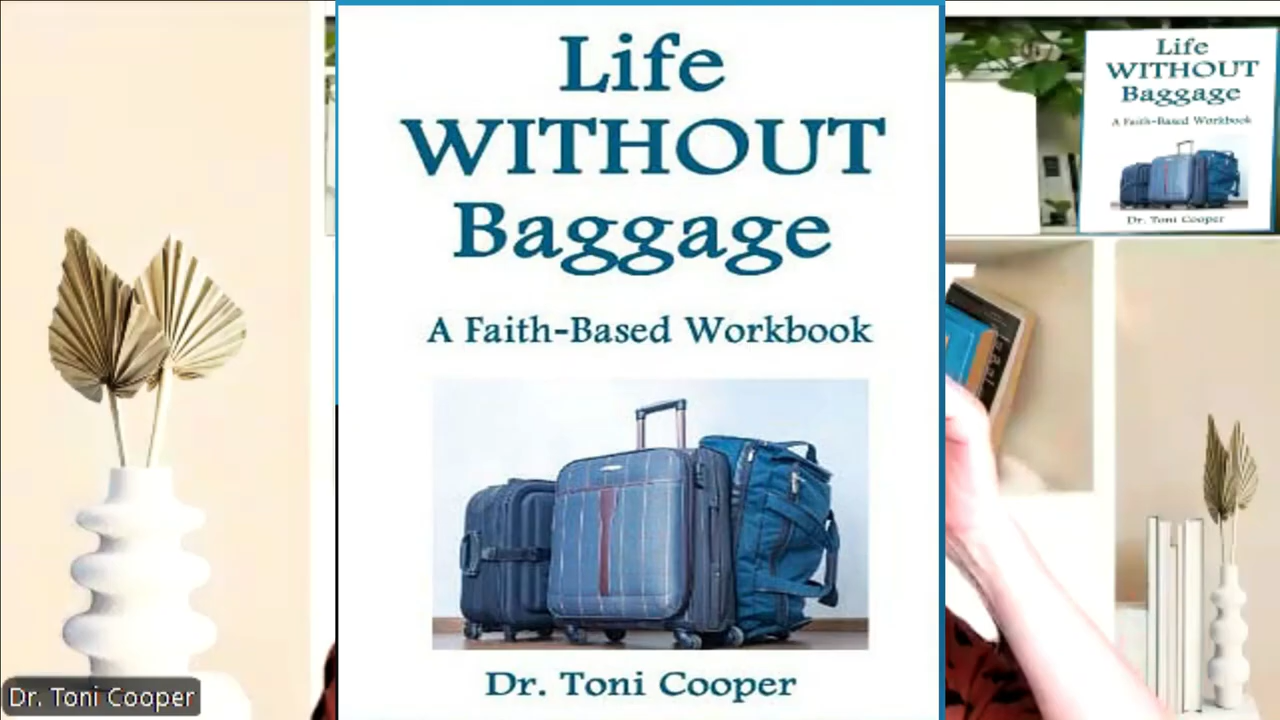 Life
WITHOUT
Baggage
A Faith-Based Workbook
Dr. Toni Cooper
Life
WITHOUT
Baggage
A Faith-Based Workbook
Dr. Toni Cooper
Dr. Toni Cooper